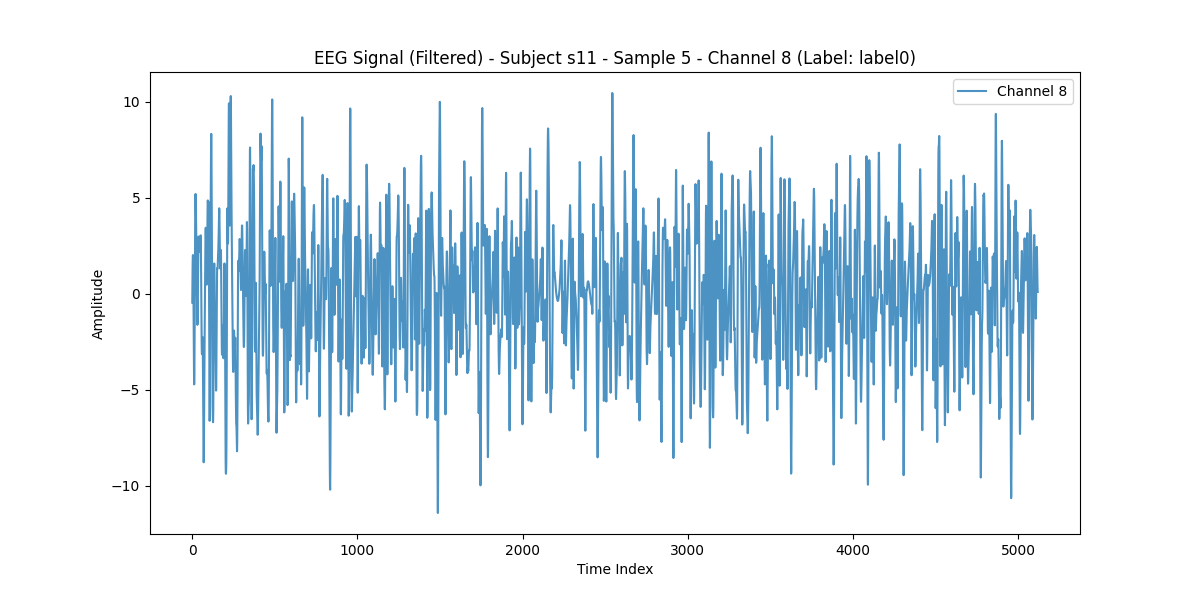 EEG Signal (Filtered) - Subject s11 - Sample 5 - Channel 8 (Label: label0)
Channel 8
Amplitude
10
5
0
−5
−10
0 1000 2000 3000 4000 5000
Time Index